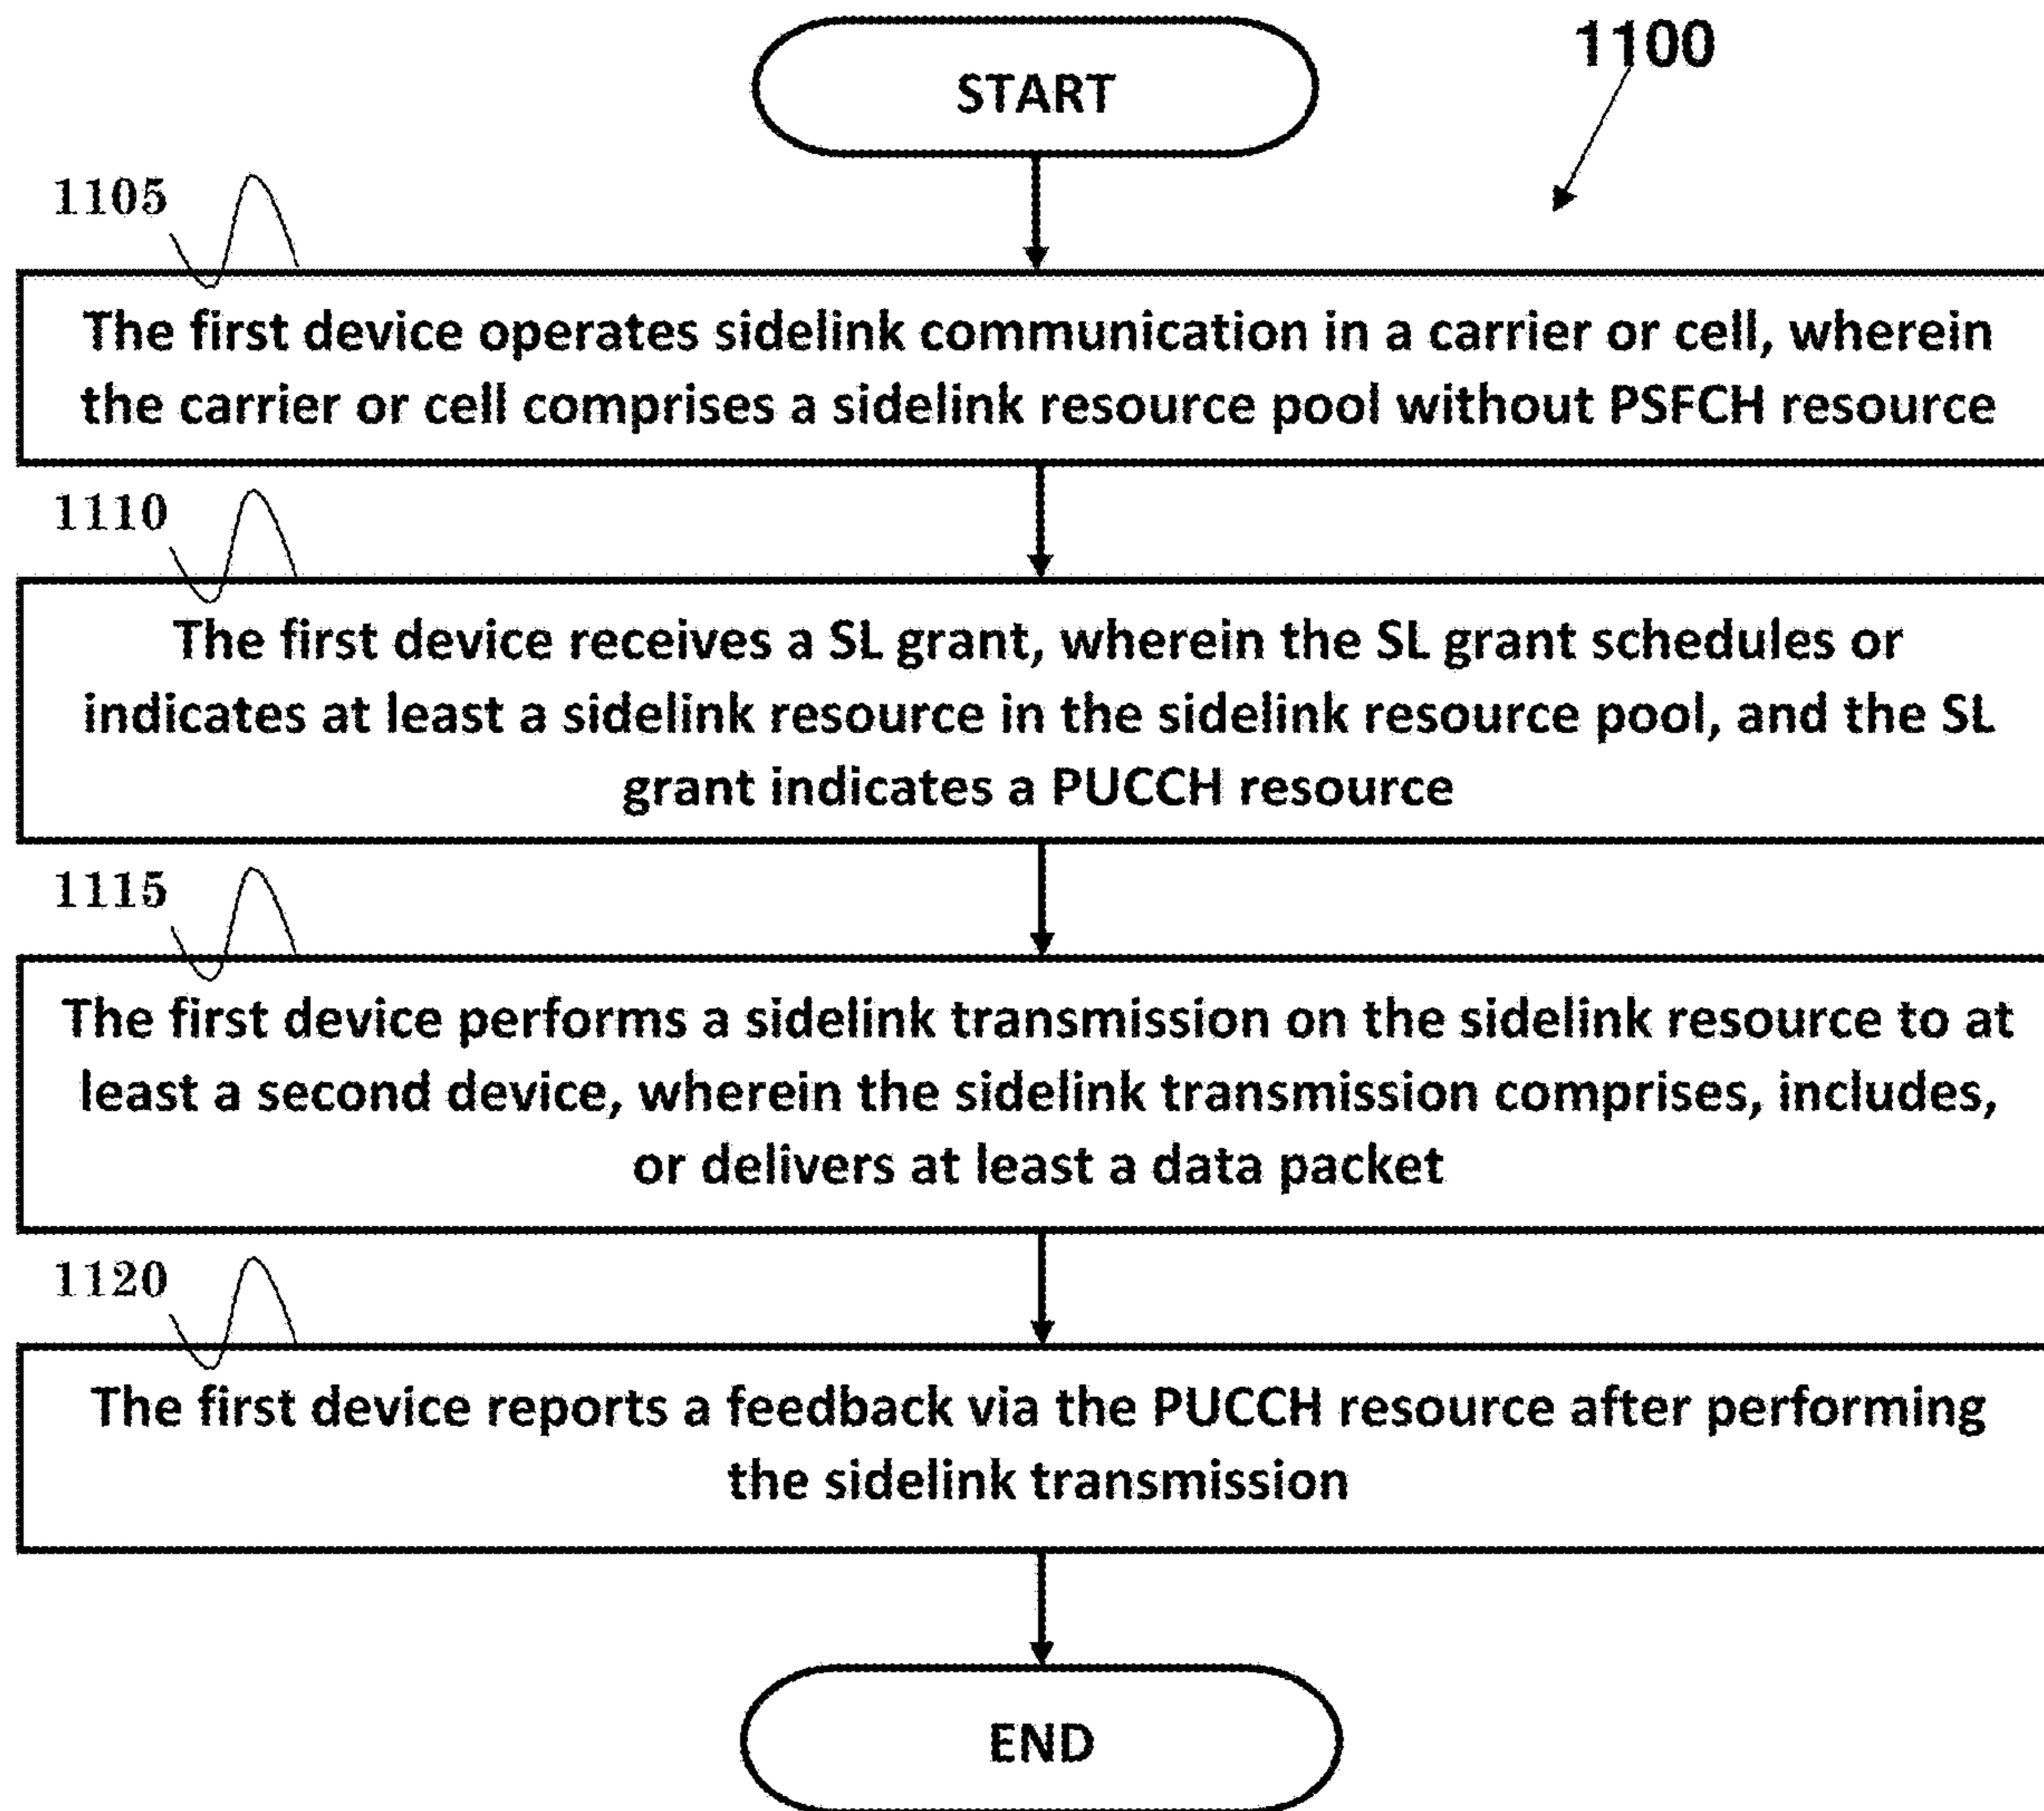 START
1100
1105
The first device operates sidelink communication in a carrier or cell, wherein
the carrier or cell comprises a sidelink resource pool without PSFCH resource
1110
The first device receives a SL grant, wherein the SL grant schedules or
indicates at least a sidelink resource in the sidelink resource pool, and the SL
grant indicates a PUCCH resource
1115
The first device performs a sidelink transmission on the sidelink resource to at
least a second device, wherein the sidelink transmission comprises, includes,
or delivers at least a data packet
1120
The first device reports a feedback via the PUCCH resource after performing
the sidelink transmission
END